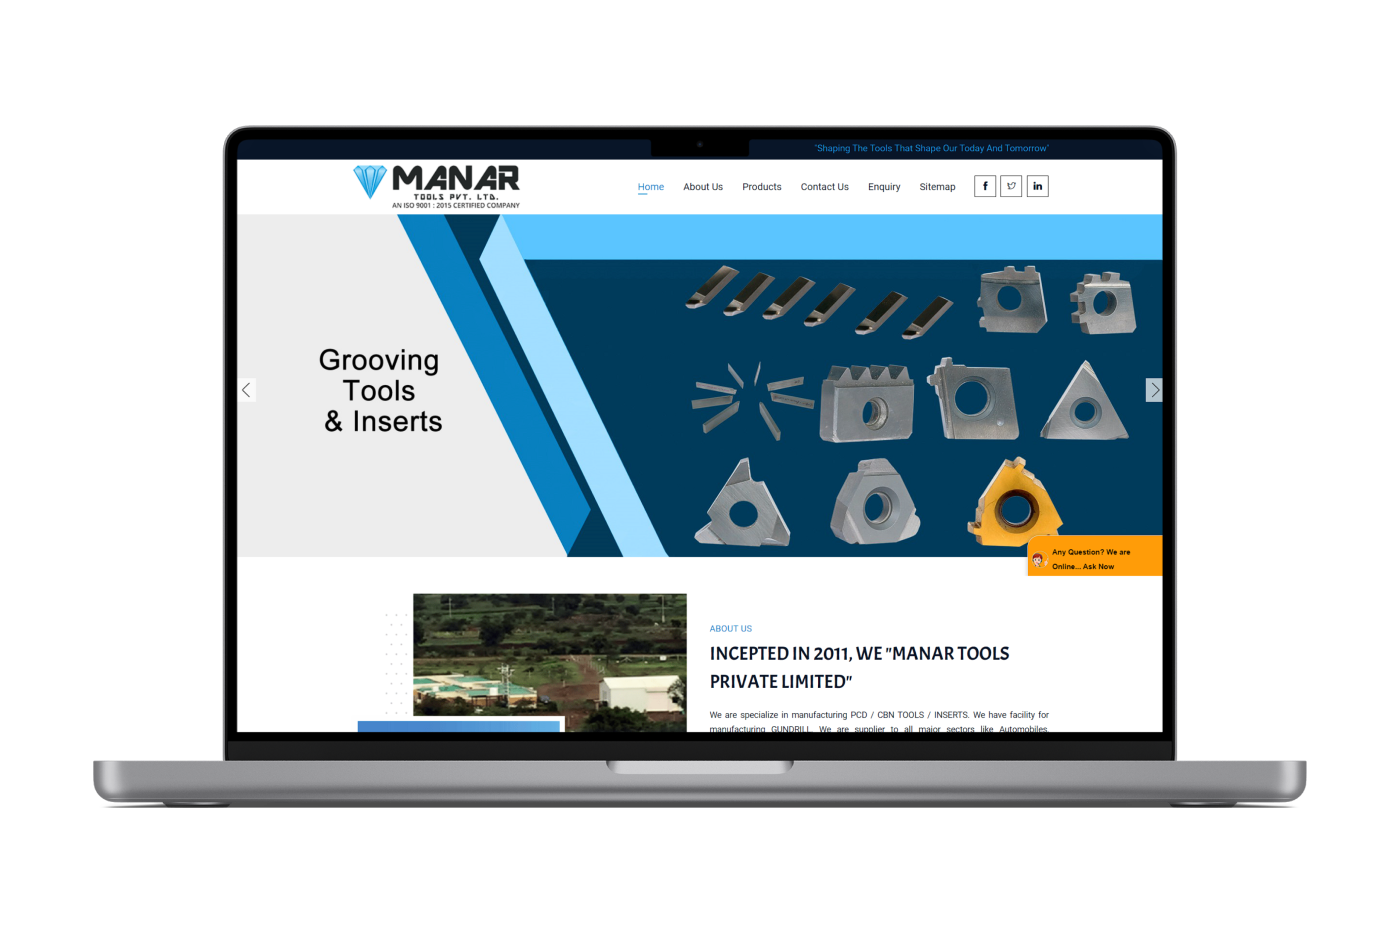 "Shaping The Tools That Shape Our Today And Tomorrow"
MANAR
TOOLS PVT. LTD.
AN ISO 9001 : 2015 CERTIFIED COMPANY
Home About Us Products Contact Us Enquiry Sitemap f in
Grooving
Tools
& Inserts
Any Question? We are
Online... Ask Now
ABOUT US
INCEPTED IN 2011, WE "MANAR TOOLS
PRIVATE LIMITED"
We are specialize in manufacturing PCD / CBN TOOLS / INSERTS. We have facility for
manufacturing GUNDRILL. We are supplier to all major sectors like Automobiles,